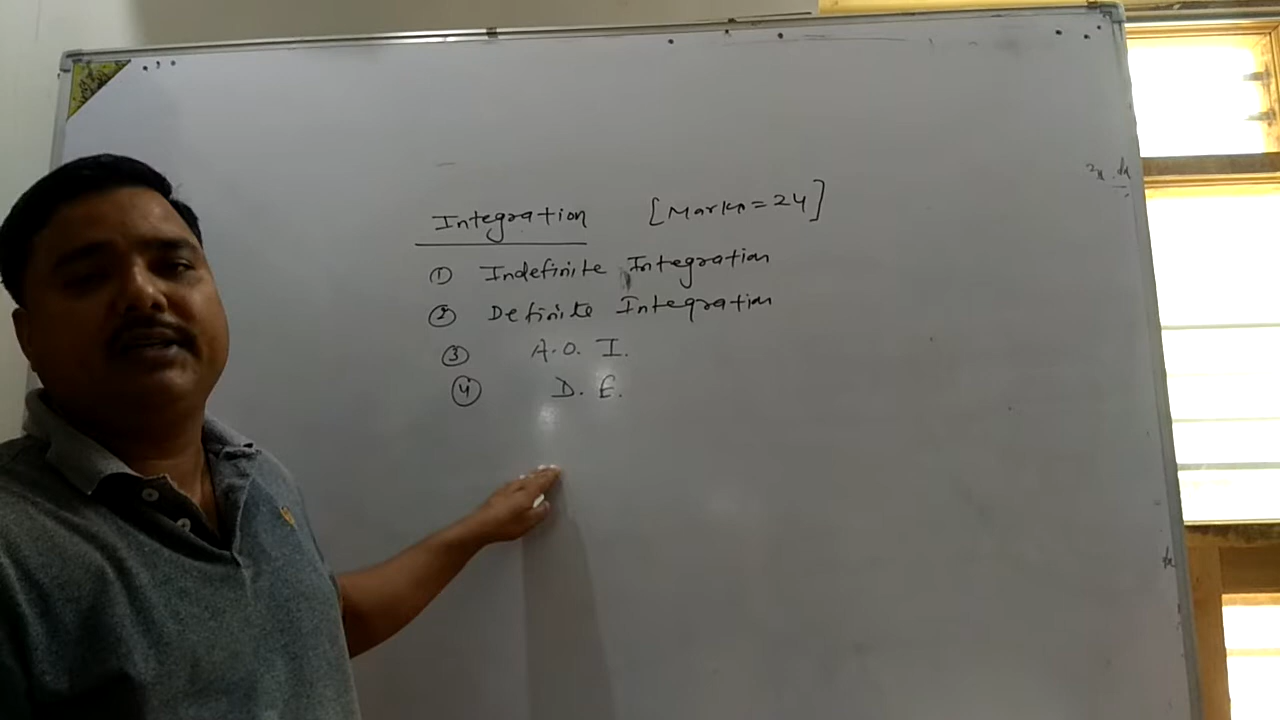 Integration [Marks = 24]
① Indefinite Integration
② Definite Integration
③ A.O. I.
④ D. E.